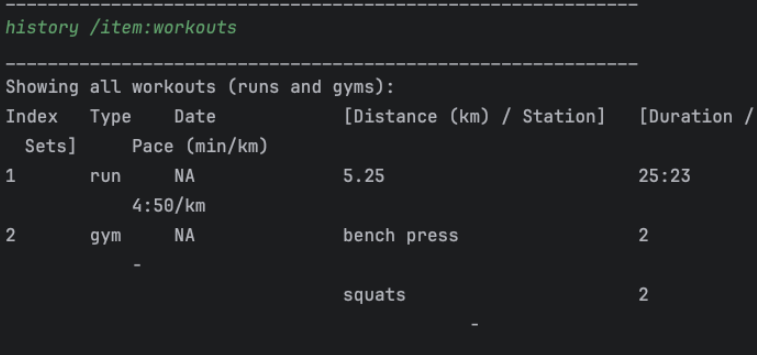 ____________________________________________________________
history /item:workouts
____________________________________________________________
Showing all workouts (runs and gyms):
Index   Type    Date            [Distance (km) / Station]   [Duration /
  Sets]     Pace (min/km)
1       run     NA              5.25                        25:23
            4:50/km
2       gym     NA              bench press                 2
            -
                                squats                      2
                                            -